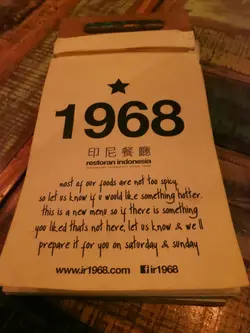 1968
印尼餐廳
restoran indonesia
most of our foods are not too spicy
so let us know if u would like something hotter.
this is a new menu so if there is something
you liked thats not here, let us know & we'll
prepare it for you on saturday & sunday
www.ir1968.com f ir1968